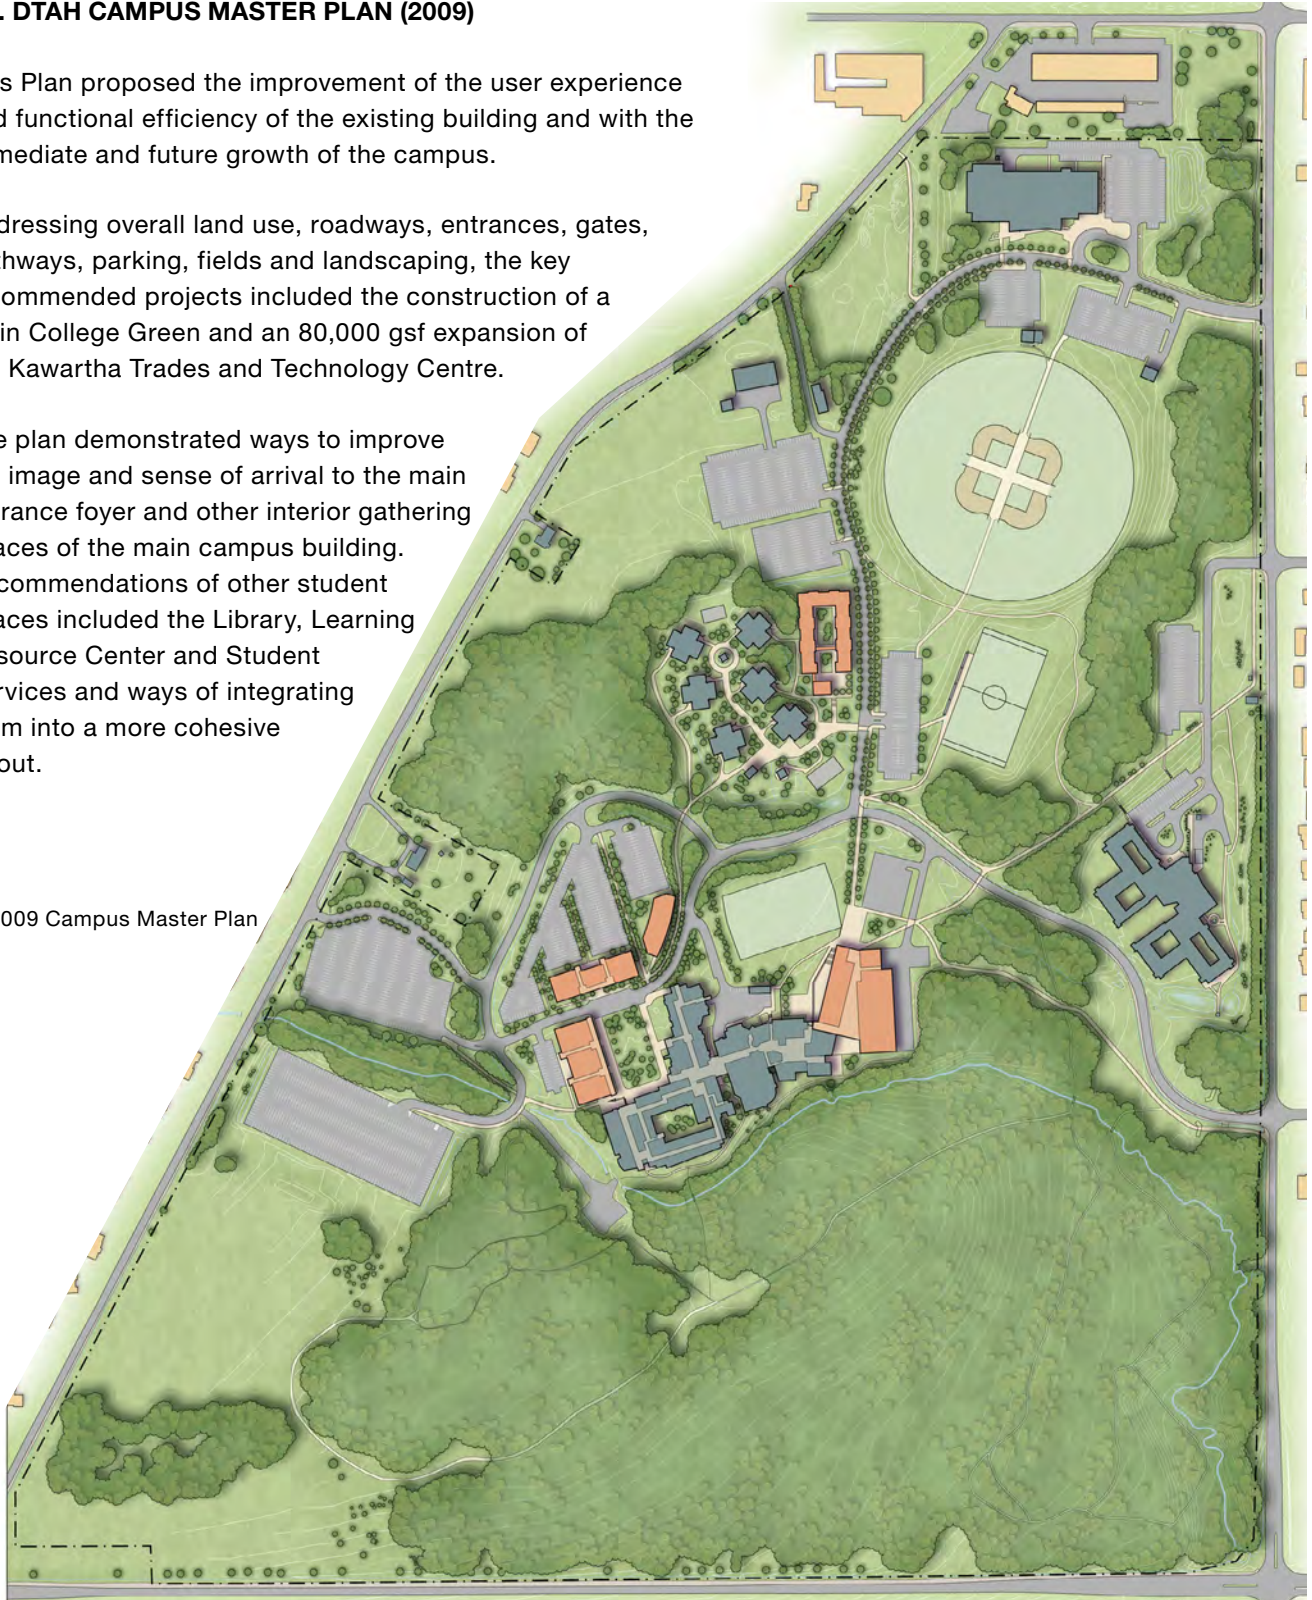 . DTAH CAMPUS MASTER PLAN (2009)
s Plan proposed the improvement of the user experience
d functional efficiency of the existing building and with the
mediate and future growth of the campus.
dressing overall land use, roadways, entrances, gates,
thways, parking, fields and landscaping, the key
commended projects included the construction of a
in College Green and an 80,000 gsf expansion of
Kawartha Trades and Technology Centre.
e plan demonstrated ways to improve
image and sense of arrival to the main
rance foyer and other interior gathering
aces of the main campus building.
commendations of other student
aces included the Library, Learning
source Center and Student
rvices and ways of integrating
m into a more cohesive
out.
009 Campus Master Plan